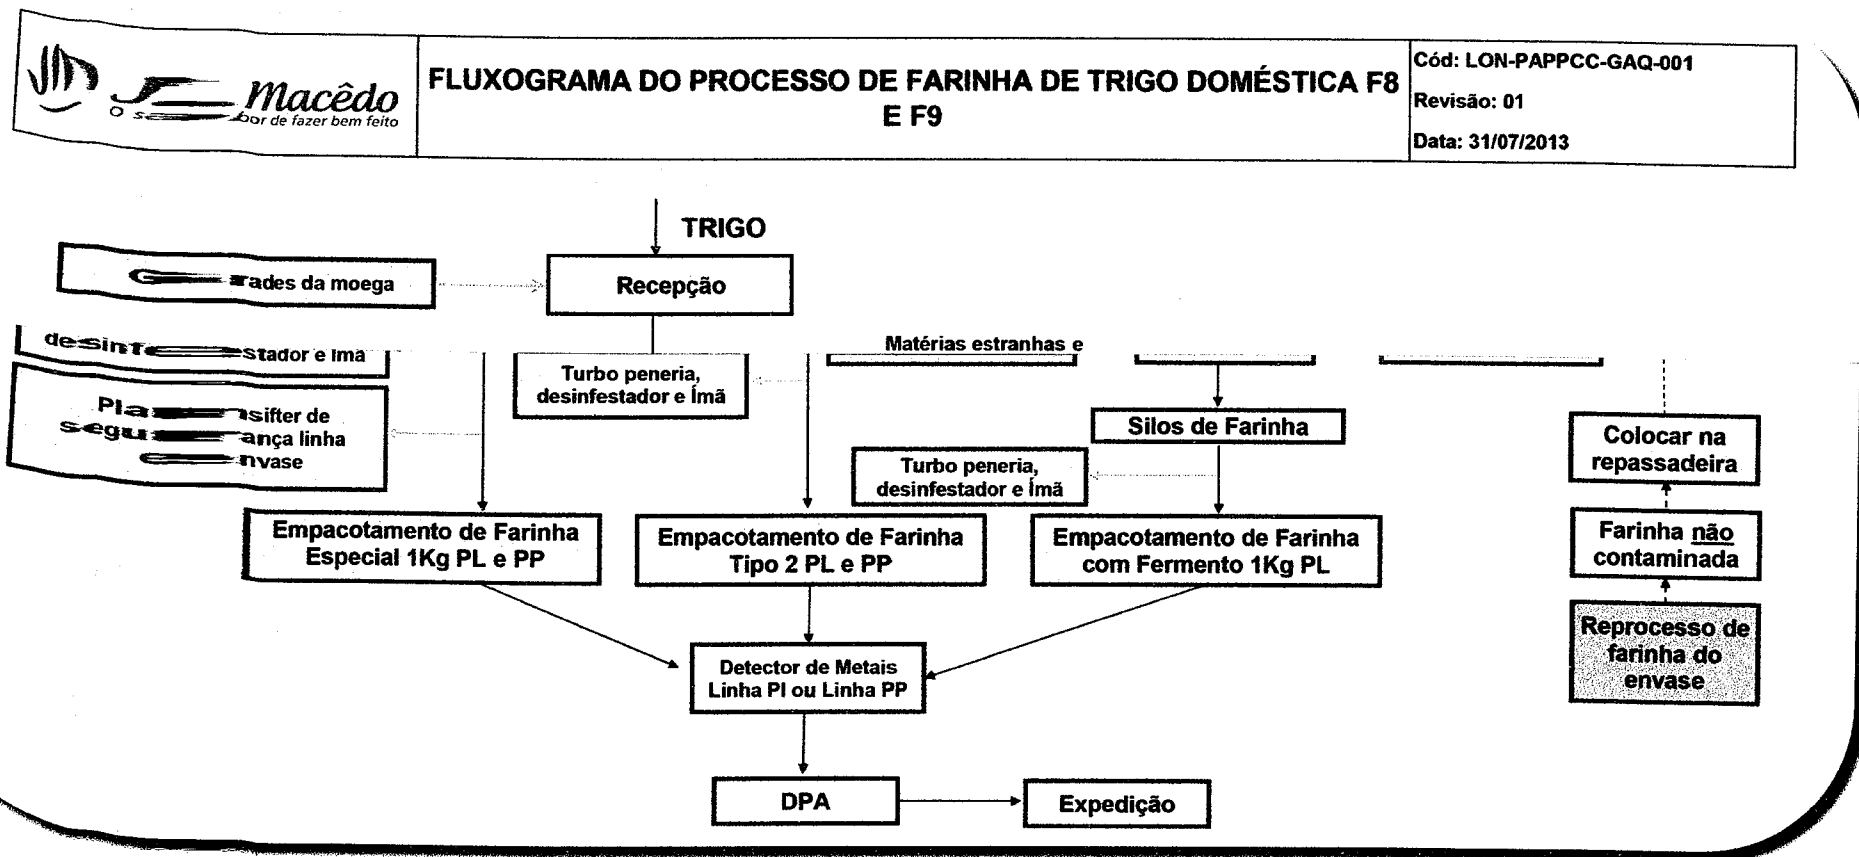 Macêdo
bor de fazer bem feito
FLUXOGRAMA DO PROCESSO DE FARINHA DE TRIGO DOMÉSTICA F8
E F9
Cód: LON-PAPPCC-GAQ-001
Revisão: 01
Data: 31/07/2013
TRIGO
rades da moega
Recepção
stador e Imã
Matérias estranhas e
Turbo peneria,
desinfestador e Ímã
sifter de
segu ança linha
nvase
Silos de Farinha
Turbo peneria,
desinfestador e Ímã
Colocar na
repassadeira
Empacotamento de Farinha
Especial 1Kg PL e PP
Empacotamento de Farinha
Tipo 2 PL e PP
Empacotamento de Farinha
com Fermento 1Kg PL
Farinha não
contaminada
Reprocesso de
farinha do
envase
Detector de Metais
Linha Pl ou Linha PP
DPA
Expedição